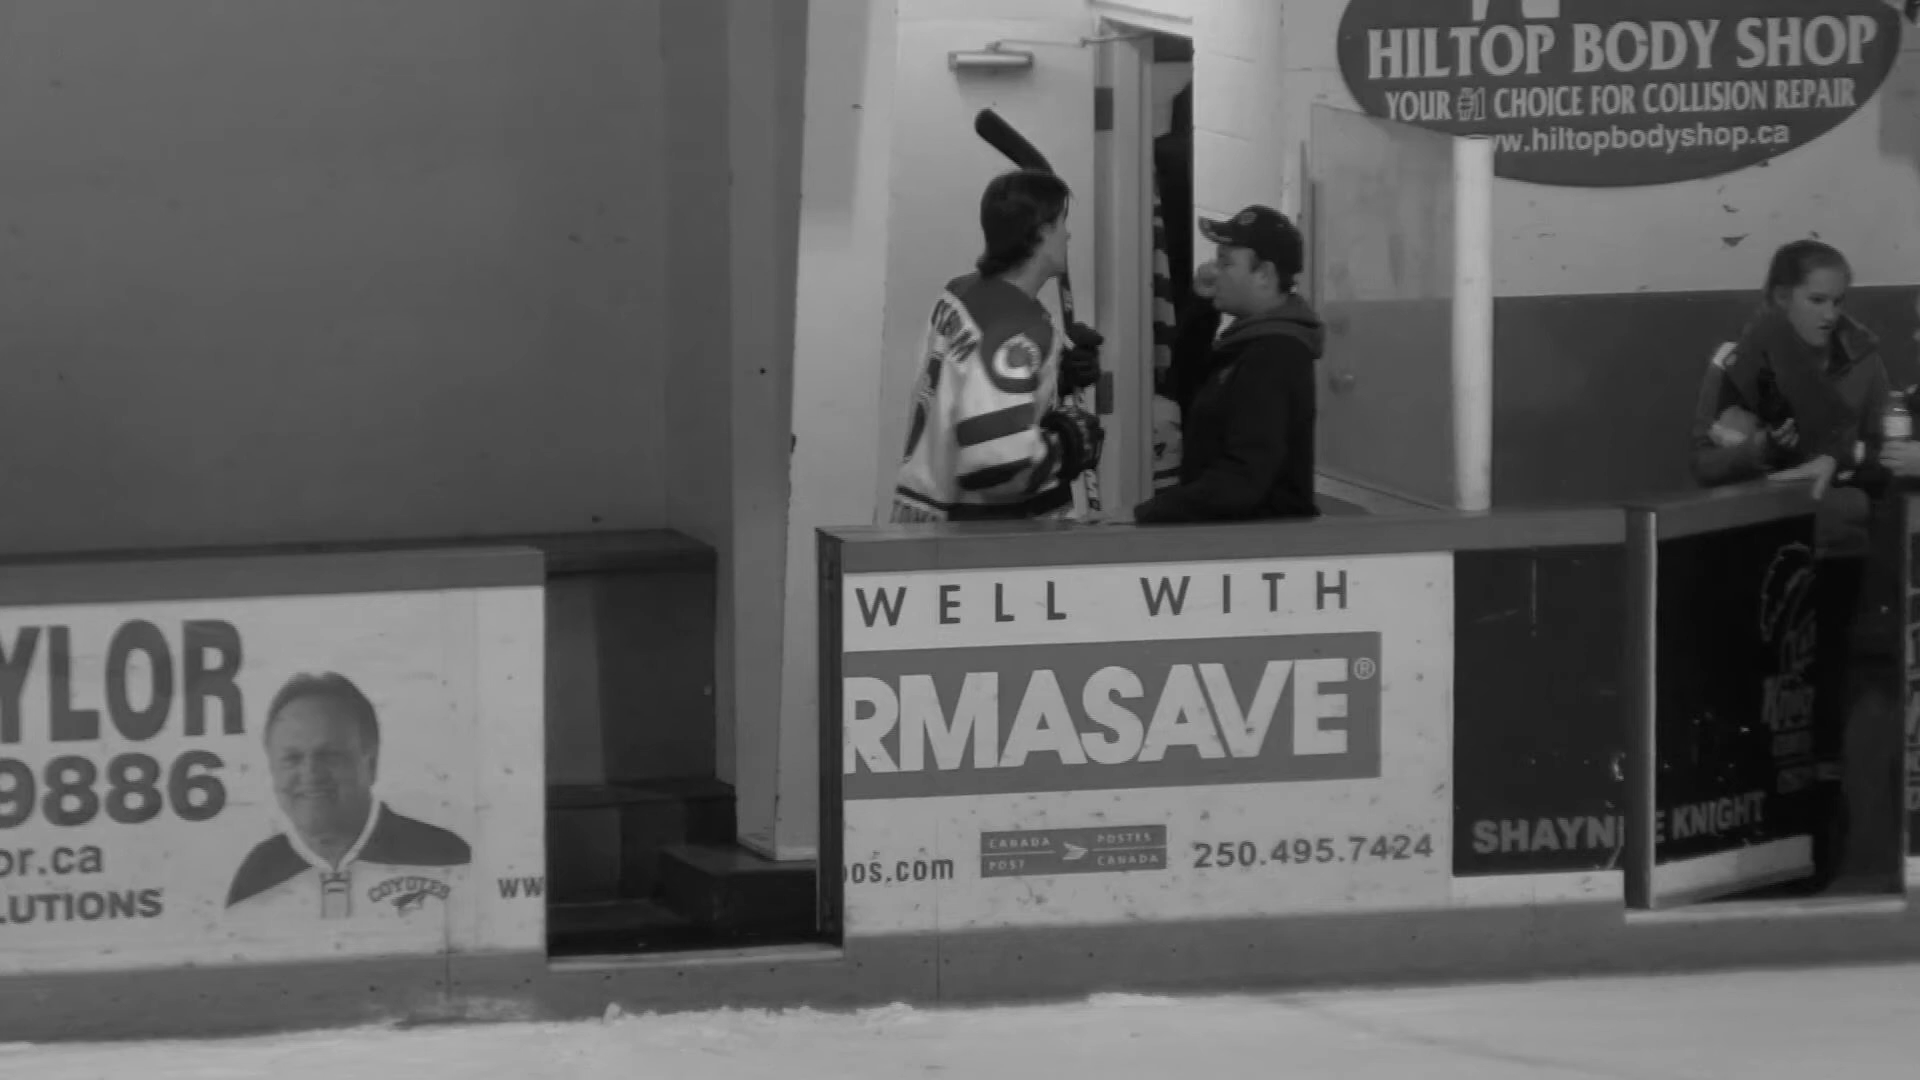 HILTOP BODY SHOP
YOUR #1 CHOICE FOR COLLISION REPAIR
w.hiltopbodyshop.ca
YLOR
9886
or.ca
LUTIONS
COYOTES
WW
WELL WITH
RMASAVE®
os.com
CANADA POSTES
POST CANADA
250.495.7424
SHAYN E KNIGHT